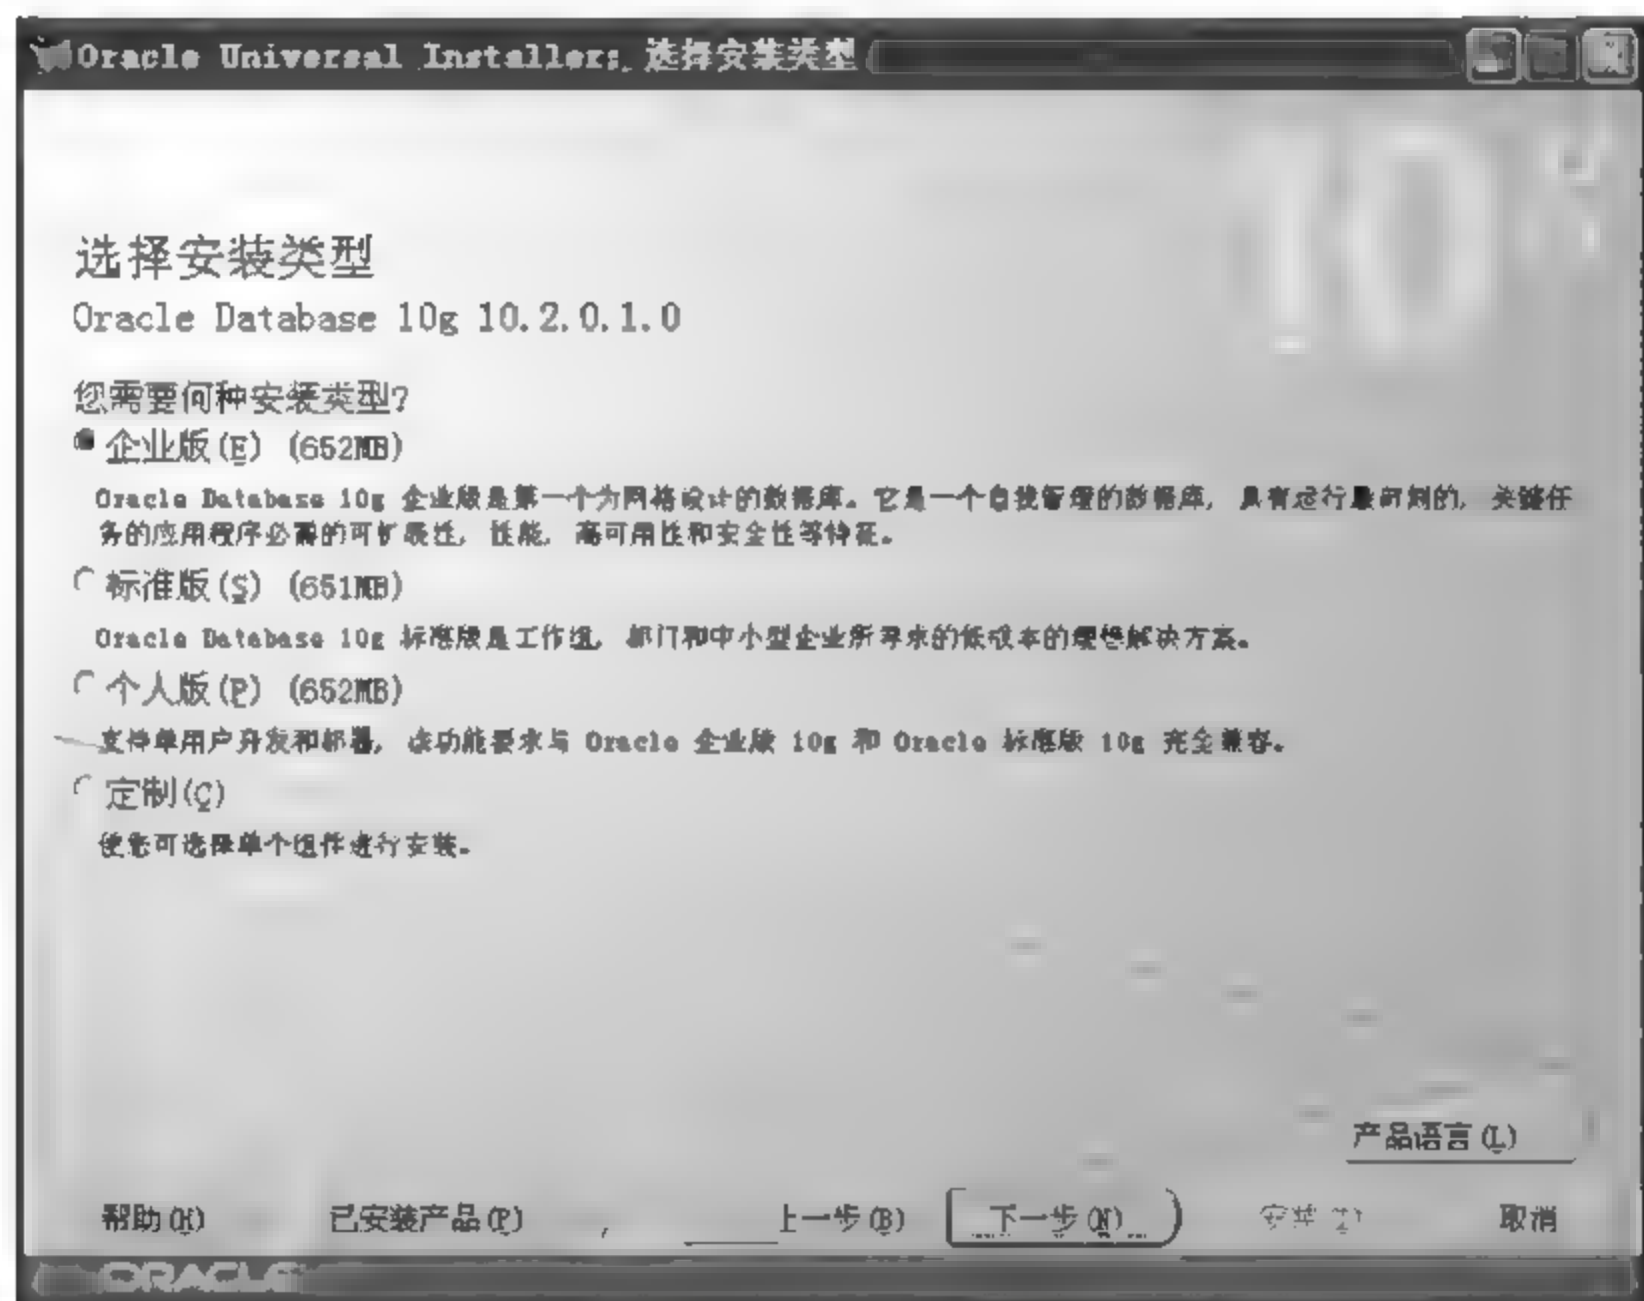 Oracle Universal Installer: 选择安装类型
10g
选择安装类型
Oracle Database 10g 10.2.0.1.0
您需要何种安装类型?
企业版(E) (652MB)
Oracle Database 10g 企业版是第一个为网格设计的数据库。它是一个自我管理的数据库, 具有运行最苛刻的, 关键任
务的应用程序必需的可扩展性, 性能, 高可用性和安全性等特征。
标准版(S) (651MB)
Oracle Database 10g 标准版是工作组, 部门和中小型企业所寻求的低成本的理想解决方案。
个人版(P) (652MB)
支持单用户开发和部署, 该功能要求与 Oracle 企业版 10g 和 Oracle 标准版 10g 完全兼容。
定制(C)
使您可选择单个组件进行安装。
产品语言(L)
帮助(H) 已安装产品(P) 上一步(B) 下一步(N) 安装(I) 取消
ORACLE